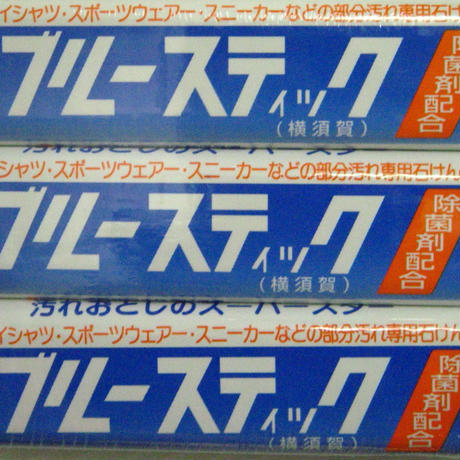 イシャツ・スポーツウェアー・スニーカーなどの部分汚れ専用石けん
ブルースティック
(横須賀)
除菌剤配合
汚れおとしのスーパースター
イシャツ・スポーツウェアー・スニーカーなどの部分汚れ専用石けんの
ブルースティック
(横須賀)
除菌剤配合
汚れおとしのスーパースター
イシャツ・スポーツウェアー・スニーカーなどの部分汚れ専用石けん
ブルースティック
(横須賀)
除菌剤配合